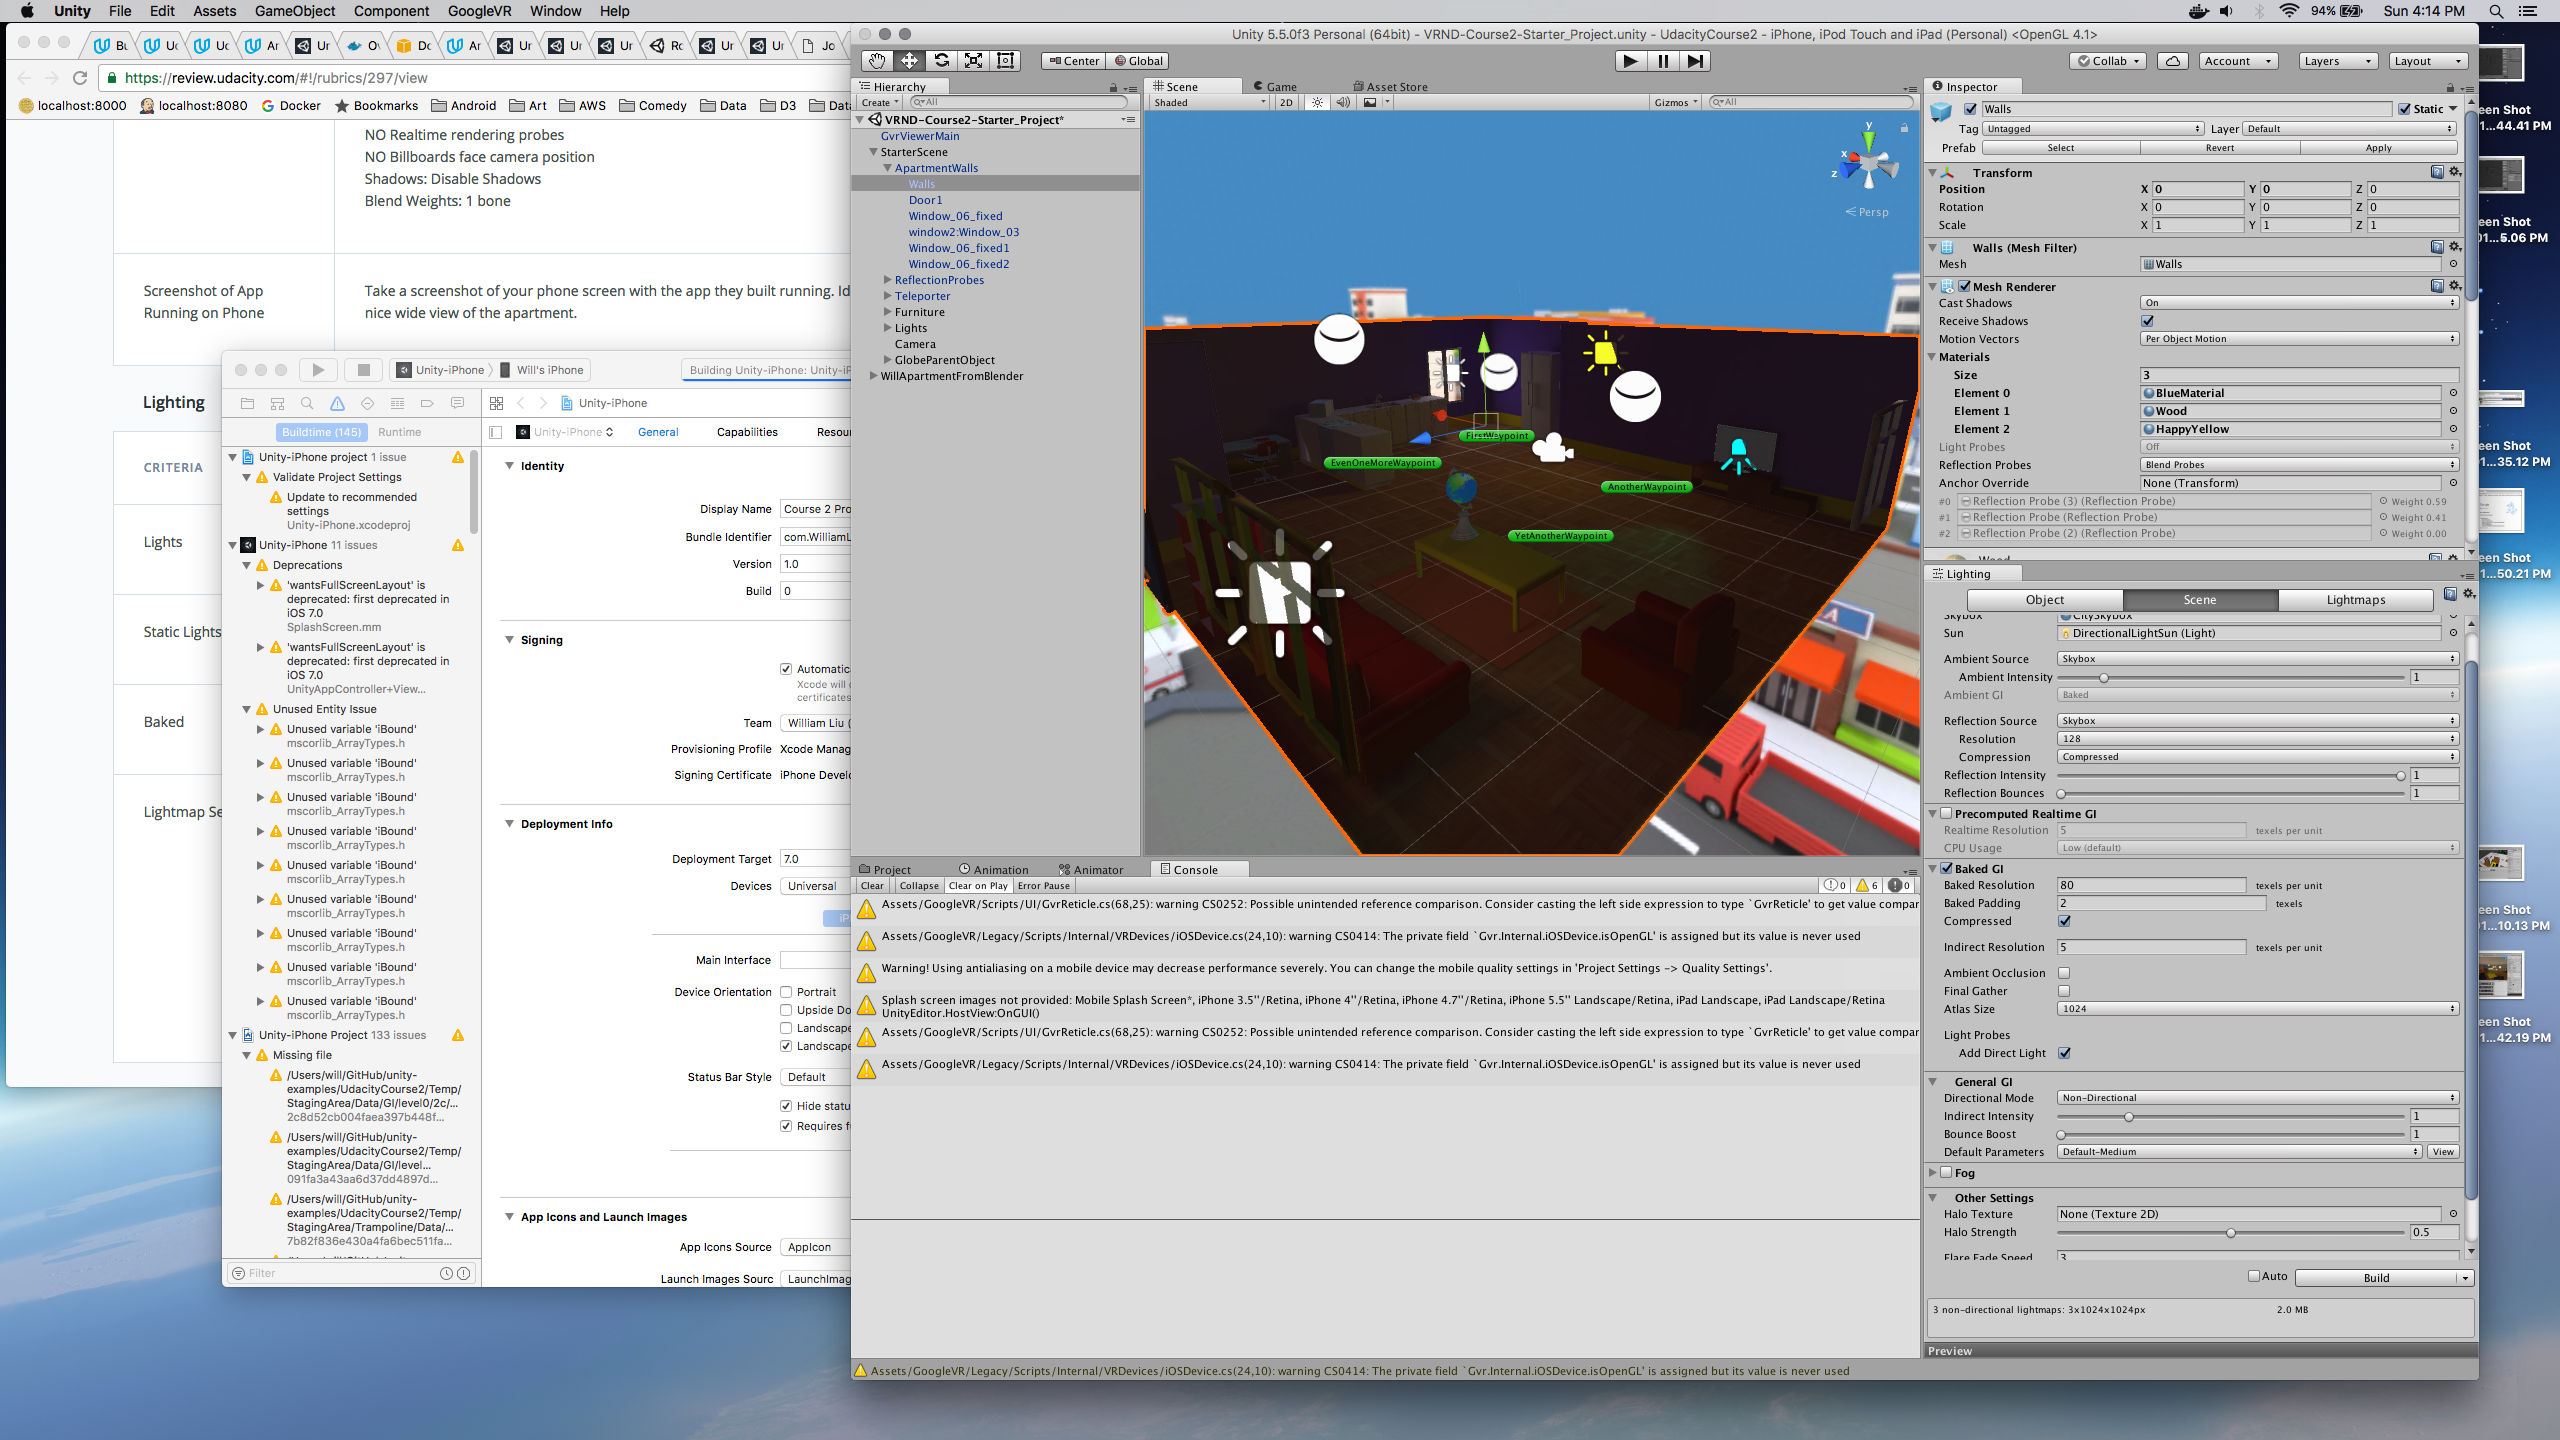 Unity File Edit Assets GameObject Component GoogleVR Window Help
94% Sun 4:14 PM
https://review.udacity.com/#!/rubrics/297/view
localhost:8000 localhost:8080 Docker Bookmarks Android Art AWS Comedy Data D3
NO Realtime rendering probes
NO Billboards face camera position
Shadows: Disable Shadows
Blend Weights: 1 bone
Screenshot of App
Running on Phone
Take a screenshot of your phone screen with the app they built running.
nice wide view of the apartment.
Lighting
CRITERIA
Lights
Static Lights
Baked
Unity-iPhone Will's iPhone
Building Unity-iPhone:
Unity-iPhone
Buildtime (145) Runtime
Unity-iPhone General Capabilities
Unity-iPhone project 1 issue
Validate Project Settings
Update to recommended
settings
Unity-iPhone.xcodeproj
Unity-iPhone 11 issues
Deprecations
'wantsFullScreenLayout' is
deprecated: first deprecated in
iOS 7.0
SplashScreen.mm
'wantsFullScreenLayout' is
deprecated: first deprecated in
iOS 7.0
UnityAppController+View...
Unused Entity Issue
Unused variable 'iBound'
mscorlib_ArrayTypes.h
Unused variable 'iBound'
mscorlib_ArrayTypes.h
Unused variable 'iBound'
mscorlib_ArrayTypes.h
Unused variable 'iBound'
mscorlib_ArrayTypes.h
Unused variable 'iBound'
mscorlib_ArrayTypes.h
Unused variable 'iBound'
mscorlib_ArrayTypes.h
Unused variable 'iBound'
mscorlib_ArrayTypes.h
Unused variable 'iBound'
mscorlib_ArrayTypes.h
Unused variable 'iBound'
mscorlib_ArrayTypes.h
Unity-iPhone Project 133 issues
Missing file
/Users/will/GitHub/unity-
examples/UdacityCourse2/Temp/
StagingArea/Data/GI/level0/2c/...
2c8d52cb004faea397b448f...
/Users/will/GitHub/unity-
examples/UdacityCourse2/Temp/
StagingArea/Data/GI/level...
091fa3a43aa6d37dd4897d...
/Users/will/GitHub/unity-
examples/UdacityCourse2/Temp/
StagingArea/Trampoline/Data/...
7b82f836e430a4fa6bec511fa...
Filter
Identity
Display Name Course 2 Pro
Bundle Identifier com.WilliamL
Version 1.0
Build 0
Signing
Automatica
Xcode will
certificates
Team William Liu (
Provisioning Profile Xcode Manag
Signing Certificate iPhone Develo
Deployment Info
Deployment Target 7.0
Devices Universal
Main Interface
Device Orientation Portrait
Upside Do
Landscape
Landscape
Status Bar Style Default
Hide statu
Requires f
App Icons and Launch Images
App Icons Source AppIcon
Launch Images Sourc LaunchImag
Unity 5.5.0f3 Personal (64bit) - VRND-Course2-Starter_Project.unity - UdacityCourse2 - iPhone, iPod Touch and iPad (Personal) <OpenGL 4.1>
Center Global Collab Account Layers Layout
Hierarchy
Create All
VRND-Course2-Starter_Project*
GvrViewerMain
StarterScene
ApartmentWalls
Walls
Door1
Window_06_fixed
window2:Window_03
Window_06_fixed1
Window_06_fixed2
ReflectionProbes
Teleporter
Furniture
Lights
Camera
GlobeParentObject
WillApartmentFromBlender
Scene Game Asset Store
Shaded 2D Gizmos All
y
x
z
Persp
FirstWaypoint
EvenOneMoreWaypoint
AnotherWaypoint
YetAnotherWaypoint
Project Animation Animator Console
Clear Collapse Clear on Play Error Pause 0 6 0
Assets/GoogleVR/Scripts/UI/GvrReticle.cs(68,25): warning CS0252: Possible unintended reference comparison. Consider casting the left side expression to type `GvrReticle' to get value compar
Assets/GoogleVR/Legacy/Scripts/Internal/VRDevices/iOSDevice.cs(24,10): warning CS0414: The private field `Gvr.Internal.iOSDevice.isOpenGL' is assigned but its value is never used
Warning! Using antialiasing on a mobile device may decrease performance severely. You can change the mobile quality settings in 'Project Settings -> Quality Settings'.
Splash screen images not provided: Mobile Splash Screen*, iPhone 3.5''/Retina, iPhone 4''/Retina, iPhone 4.7''/Retina, iPhone 5.5'' Landscape/Retina, iPad Landscape, iPad Landscape/Retina
UnityEditor.HostView:OnGUI()
Assets/GoogleVR/Scripts/UI/GvrReticle.cs(68,25): warning CS0252: Possible unintended reference comparison. Consider casting the left side expression to type `GvrReticle' to get value compar
Assets/GoogleVR/Legacy/Scripts/Internal/VRDevices/iOSDevice.cs(24,10): warning CS0414: The private field `Gvr.Internal.iOSDevice.isOpenGL' is assigned but its value is never used
Assets/GoogleVR/Legacy/Scripts/Internal/VRDevices/iOSDevice.cs(24,10): warning CS0414: The private field `Gvr.Internal.iOSDevice.isOpenGL' is assigned but its value is never used
Inspector
Walls Static
Tag Untagged Layer Default
Prefab Select Revert Apply
Transform
Position X 0 Y 0 Z 0
Rotation X 0 Y 0 Z 0
Scale X 1 Y 1 Z 1
Walls (Mesh Filter)
Mesh Walls
Mesh Renderer
Cast Shadows On
Receive Shadows
Motion Vectors Per Object Motion
Materials
Size 3
Element 0 BlueMaterial
Element 1 Wood
Element 2 HappyYellow
Light Probes Off
Reflection Probes Blend Probes
Anchor Override None (Transform)
#0 Reflection Probe (3) (Reflection Probe) Weight 0.59
#1 Reflection Probe (Reflection Probe) Weight 0.41
#2 Reflection Probe (2) (Reflection Probe) Weight 0.00
Lighting
Object Scene Lightmaps
Skybox CitySkybox
Sun DirectionalLightSun (Light)
Ambient Source Skybox
Ambient Intensity 1
Ambient GI Baked
Reflection Source Skybox
Resolution 128
Compression Compressed
Reflection Intensity 1
Reflection Bounces 1
Precomputed Realtime GI
Realtime Resolution 5 texels per unit
CPU Usage Low (default)
Baked GI
Baked Resolution 80 texels per unit
Baked Padding 2 texels
Compressed
Indirect Resolution 5 texels per unit
Ambient Occlusion
Final Gather
Atlas Size 1024
Light Probes
Add Direct Light
General GI
Directional Mode Non-Directional
Indirect Intensity 1
Bounce Boost 1
Default Parameters Default-Medium View
Fog
Other Settings
Halo Texture None (Texture 2D)
Halo Strength 0.5
Flare Fade Speed 3
Auto Build
3 non-directional lightmaps: 3x1024x1024px 2.0 MB
Preview
een Shot
1...44.41 PM
een Shot
01...5.06 PM
een Shot
1...35.12 PM
een Shot
1...50.21 PM
een Shot
01...10.13 PM
een Shot
1...42.19 PM